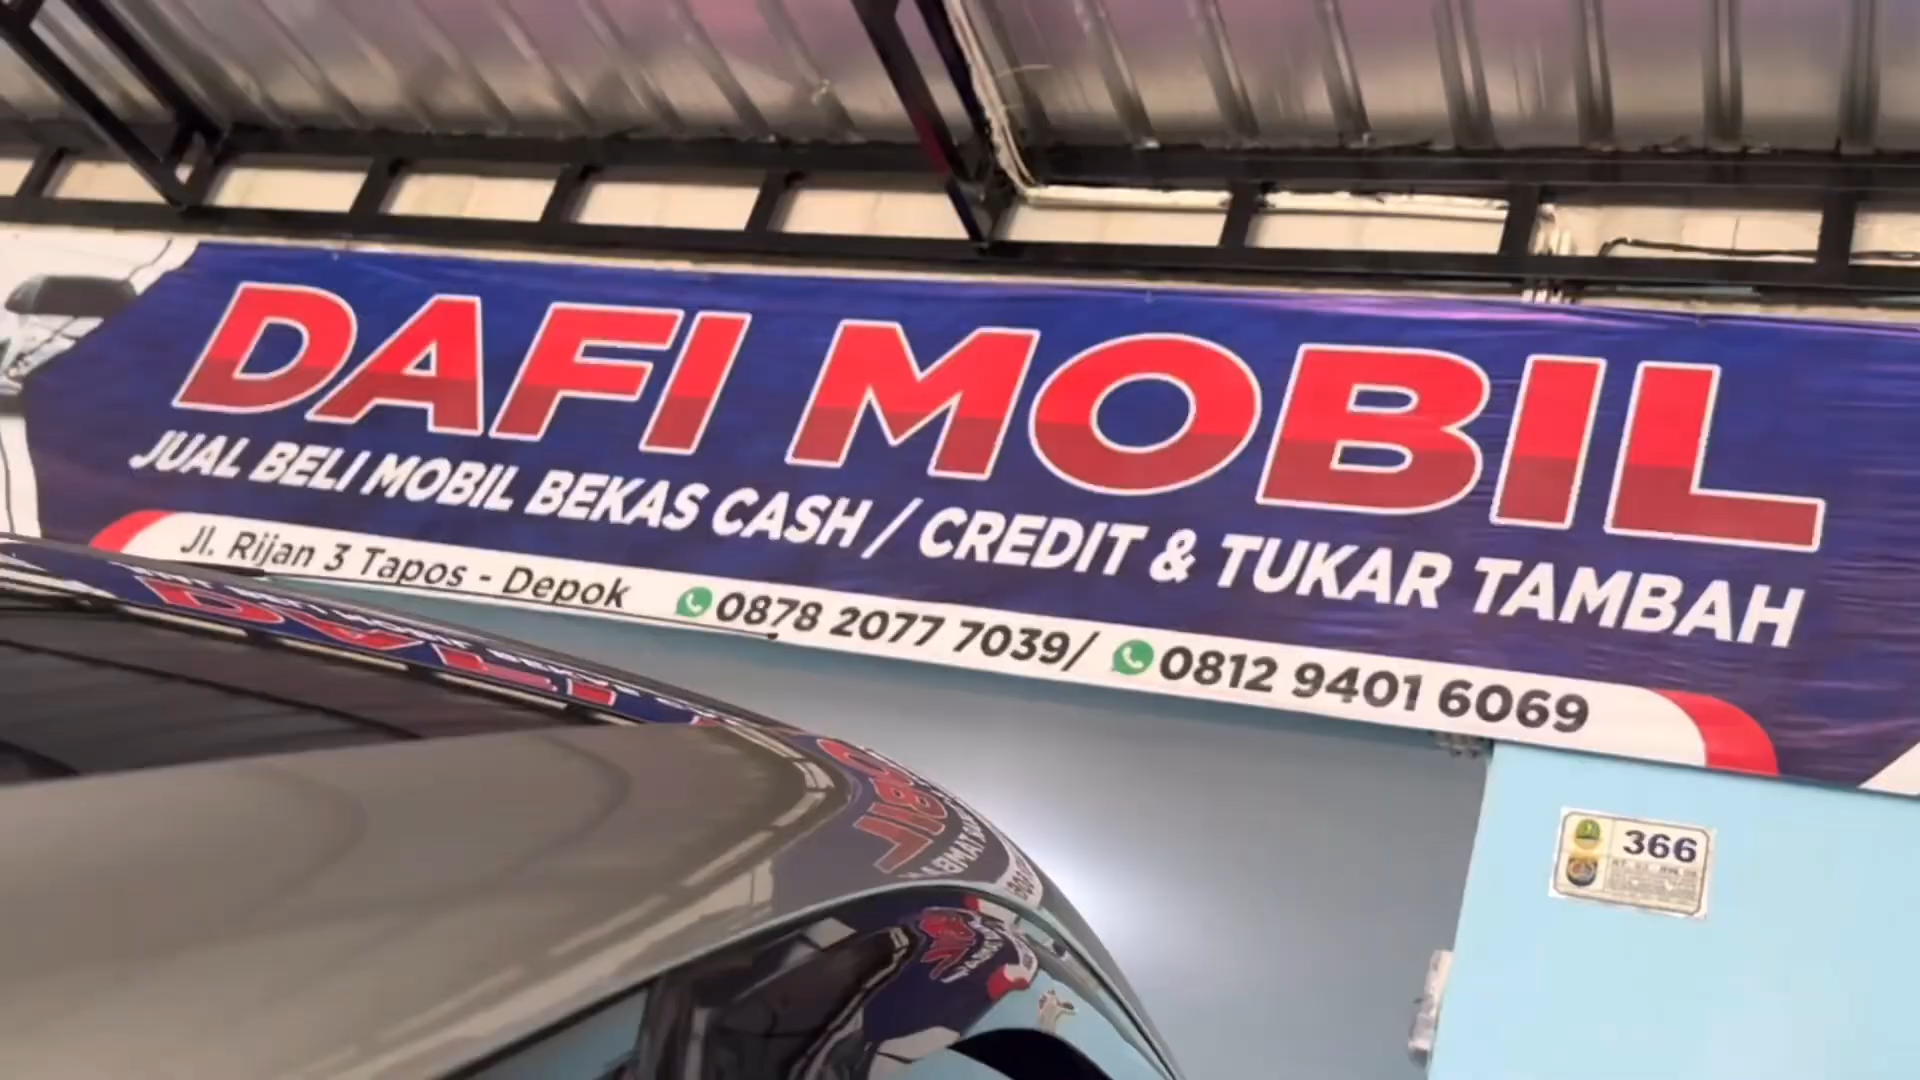 DAFI MOBIL
JUAL BELI MOBIL BEKAS CASH / CREDIT & TUKAR TAMBAH
Jl. Rijan 3 Tapos - Depok
0878 2077 7039/ 0812 9401 6069
366